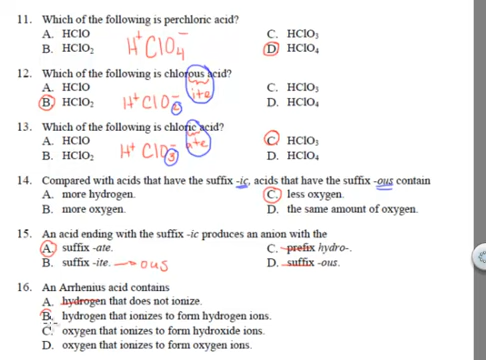 11. Which of the following is perchloric acid?
A. HClO C. HClO₃
B. HClO₂ H⁺ ClO₄⁻ D. HClO₄
12. Which of the following is chlorous acid?
A. HClO ite C. HClO₃
B. HClO₂ H⁺ ClO₂⁻ D. HClO₄
13. Which of the following is chloric acid?
A. HClO ate C. HClO₃
B. HClO₂ H⁺ ClO₃⁻ D. HClO₄
14. Compared with acids that have the suffix -ic, acids that have the suffix -ous contain
A. more hydrogen. C. less oxygen.
B. more oxygen. D. the same amount of oxygen.
15. An acid ending with the suffix -ic produces an anion with the
A. suffix -ate. C. prefix hydro-.
B. suffix -ite. → ous D. suffix -ous.
16. An Arrhenius acid contains
A. hydrogen that does not ionize.
B. hydrogen that ionizes to form hydrogen ions.
C. oxygen that ionizes to form hydroxide ions.
D. oxygen that ionizes to form oxygen ions.